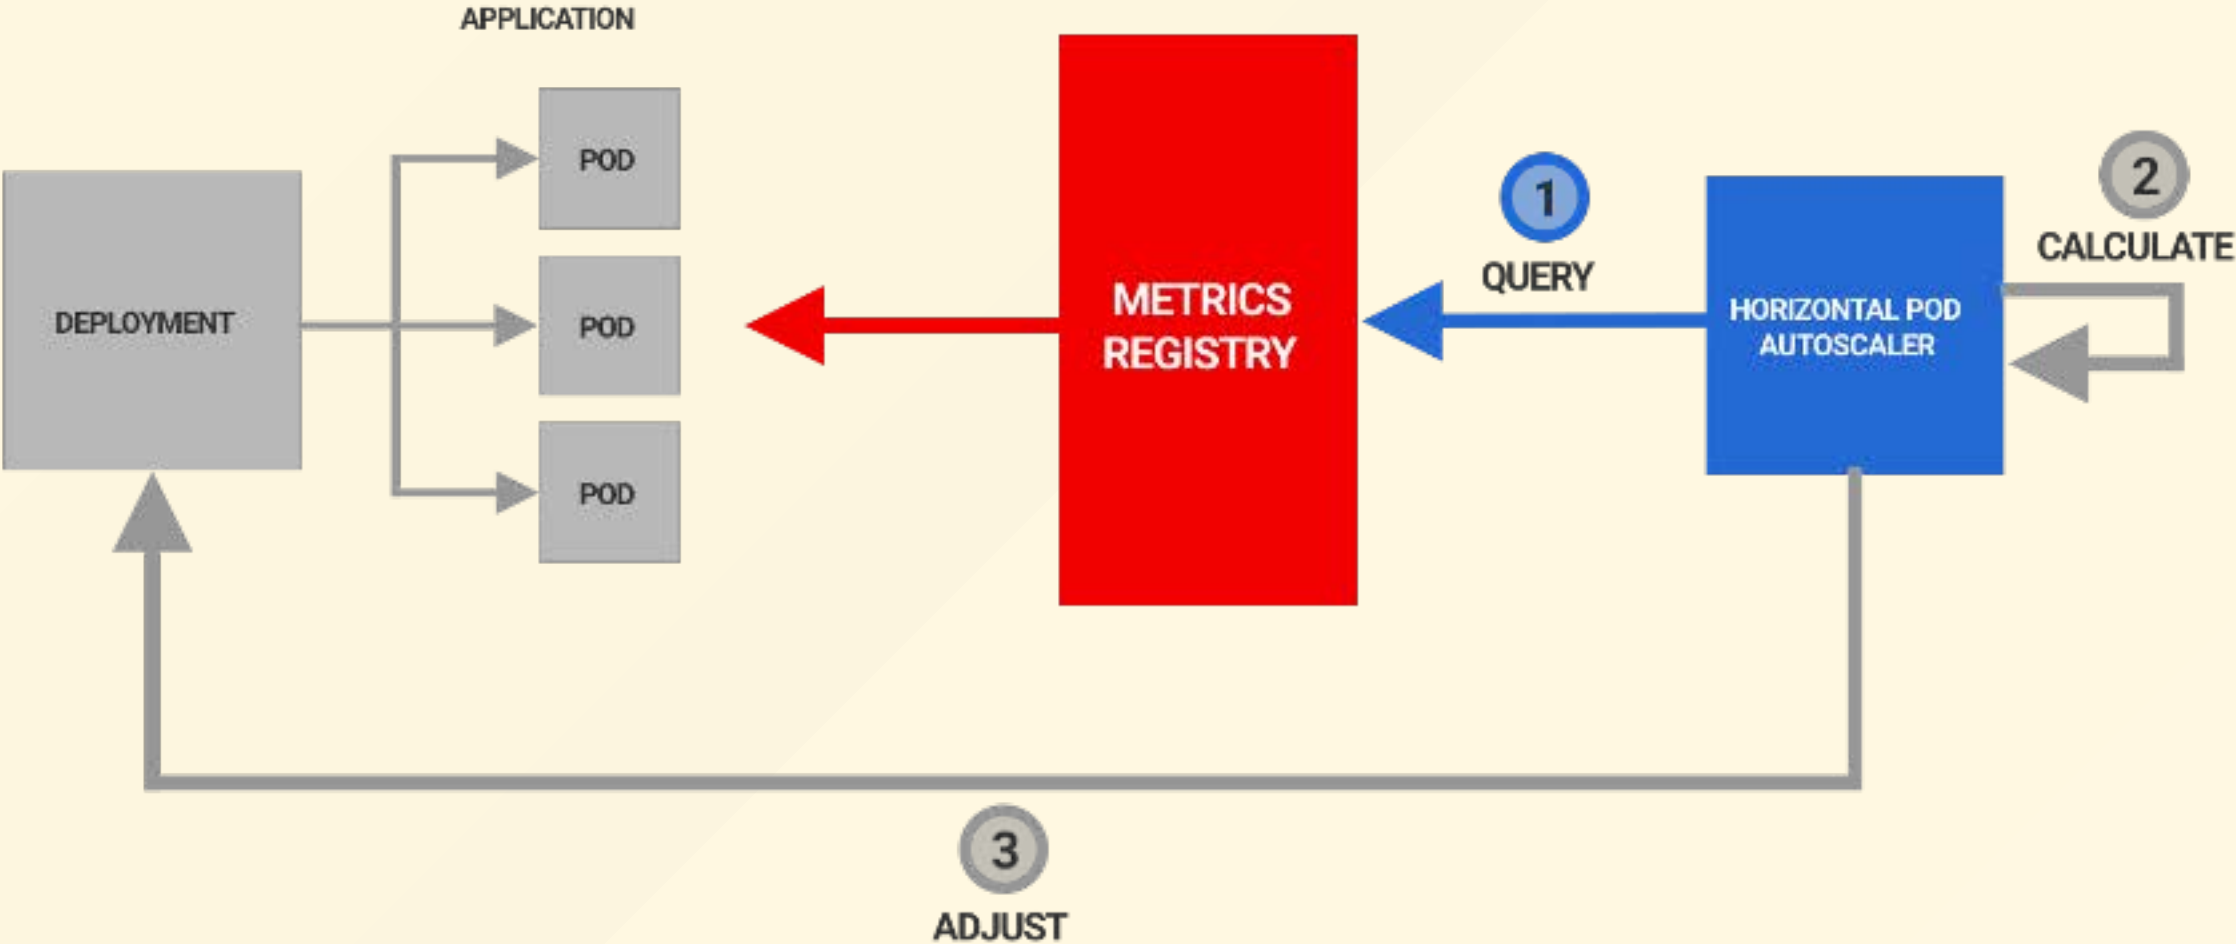 APPLICATION
POD
DEPLOYMENT
POD
POD
METRICS
REGISTRY
1
QUERY
HORIZONTAL POD
AUTOSCALER
2
CALCULATE
3
ADJUST